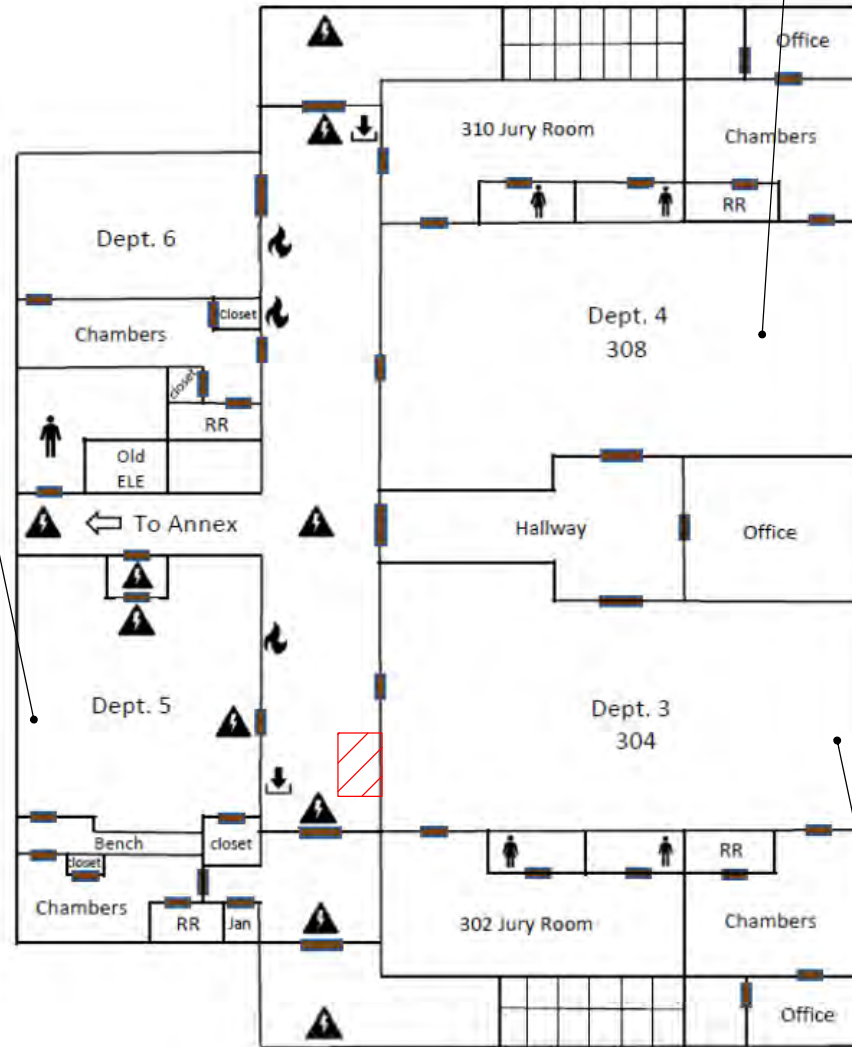 Office
310 Jury Room
Chambers
RR
Dept. 6
Closet
Chambers
Dept. 4
308
closet
RR
Old
ELE
To Annex
Hallway
Office
Dept. 5
Dept. 3
304
Bench
closet
closet
RR
Chambers
RR
Jan
302 Jury Room
Chambers
Office